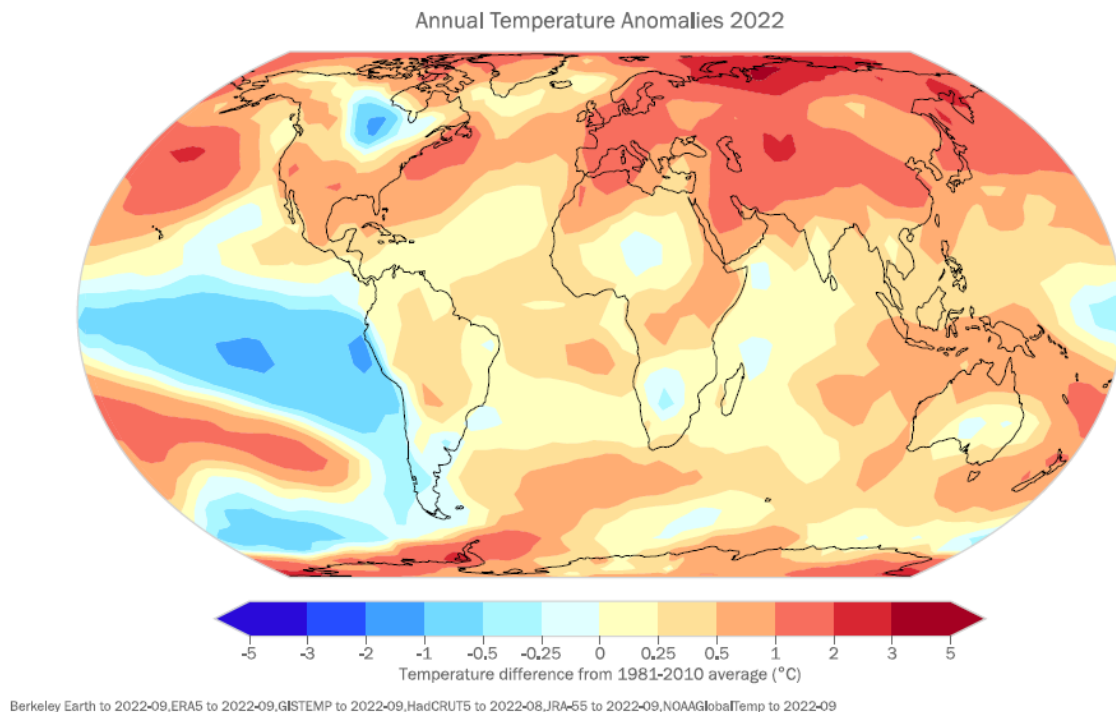 Annual Temperature Anomalies 2022
-5 -3 -2 -1 -0.5 -0.25 0 0.25 0.5 1 2 3 5
Temperature difference from 1981-2010 average (°C)
Berkeley Earth to 2022-09,ERA5 to 2022-09,GISTEMP to 2022-09,HadCRUT5 to 2022-08,JRA-55 to 2022-09,NOAAGlobalTemp to 2022-09